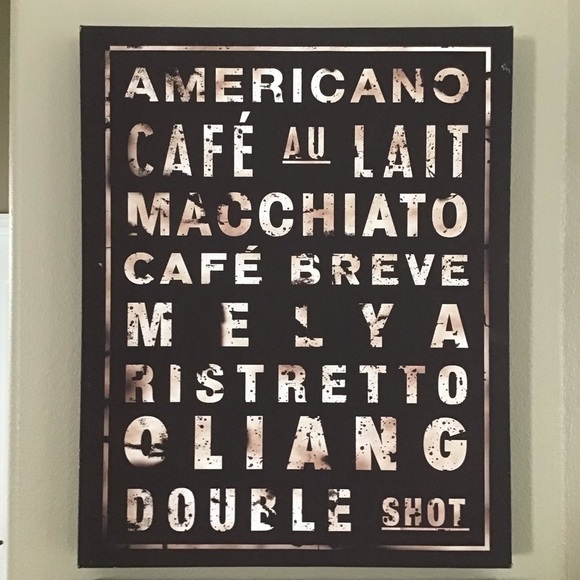 AMERICANO
CAFÉ AU LAIT
MACCHIATO
CAFÉ BREVE
MELYA
RISTRETTO
OLIANG
DOUBLE SHOT